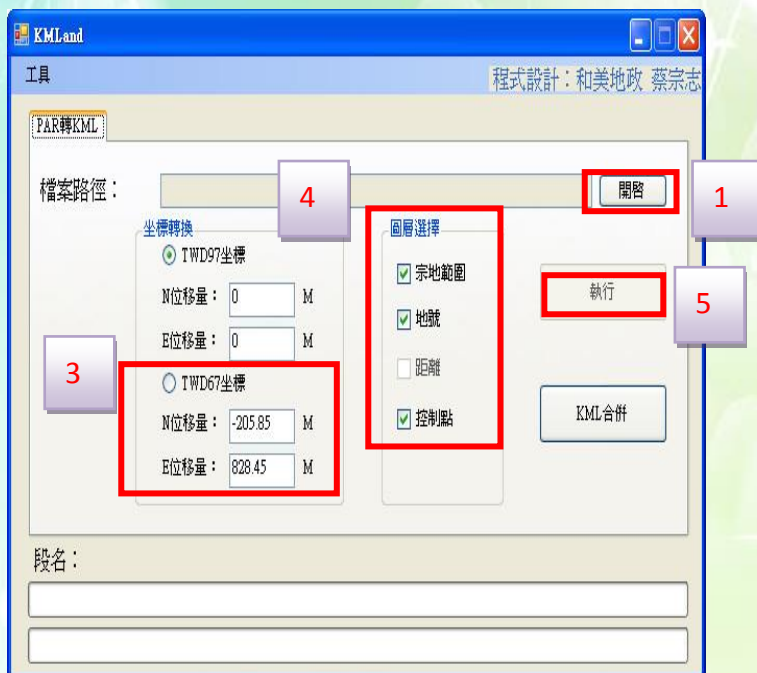 KMLand
工具
程式設計：和美地政 蔡宗志
PAR轉KML
檔案路徑：
4
開啓
1
坐標轉換
TWD97坐標
N位移量：
0
M
E位移量：
0
M
3
TWD67坐標
N位移量：
-205.85
M
E位移量：
828.45
M
圖層選擇
宗地範圍
地號
距離
控制點
執行
5
KML合併
段名：